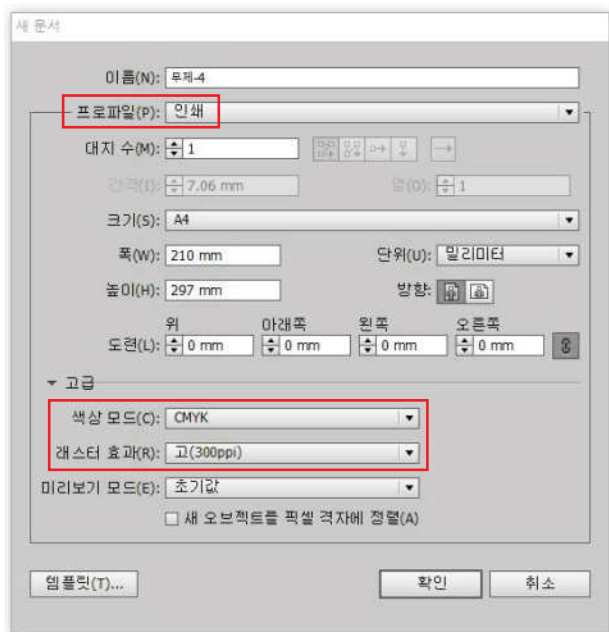 새 문서
이름(N): 무제-4
프로파일(P): 인쇄
대지 수(M): 1
간격(I): 7.06 mm 열(O): 1
크기(S): A4
폭(W): 210 mm 단위(U): 밀리미터
높이(H): 297 mm 방향:
위 아래쪽 왼쪽 오른쪽
도련(L): 0 mm 0 mm 0 mm 0 mm
고급
색상 모드(C): CMYK
래스터 효과(R): 고(300ppi)
미리보기 모드(E): 초기값
새 오브젝트를 픽셀 격자에 정렬(A)
템플릿(T)... 확인 취소